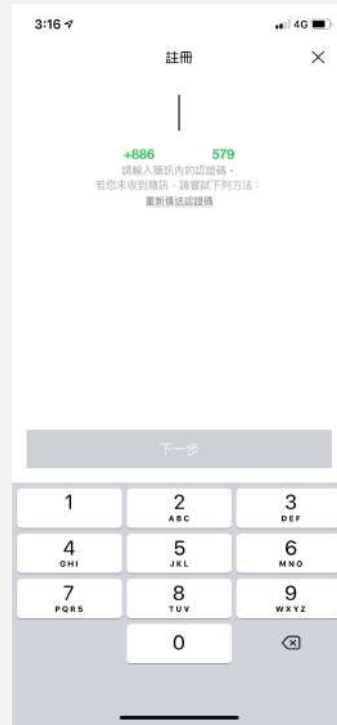 3:16
4G
註冊
+886 579
請輸入簡訊內的認證碼。
若您未收到簡訊，請嘗試下列方法：
重新傳送認證碼
下一步
1 2 3
ABC DEF
4 5 6
GHI JKL MNO
7 8 9
PQRS TUV WXYZ
0